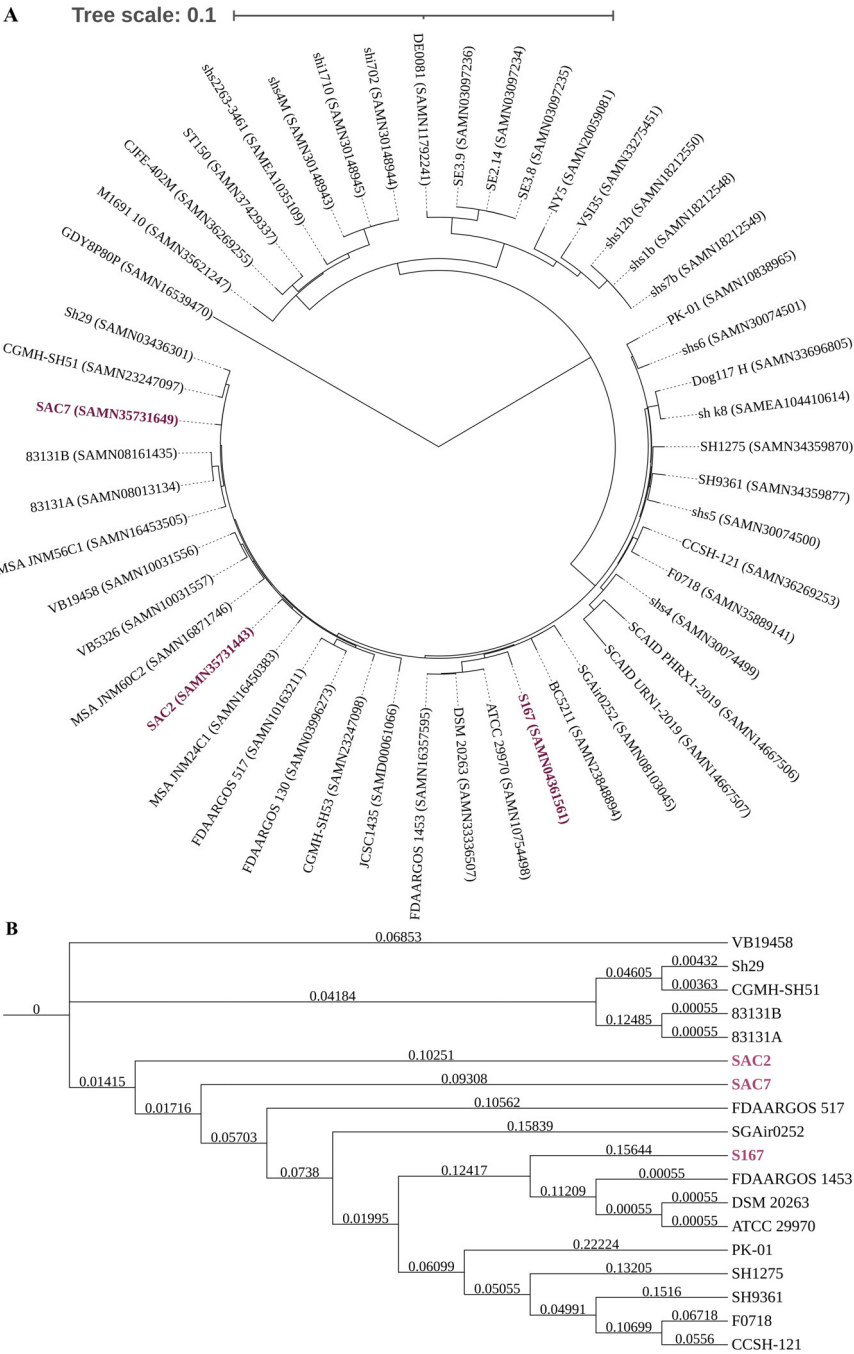 A
Tree scale: 0.1
DE0081 (SAMN11792241)
SE3.9 (SAMN03097236)
SE2.14 (SAMN03097234)
SE3.8 (SAMN03097235)
NY5 (SAMN20059081)
VSI35 (SAMN33275451)
shs12b (SAMN18212550)
shs1b (SAMN18212548)
shs7b (SAMN18212549)
PK-01 (SAMN10838965)
shs6 (SAMN30074501)
Dog117 H (SAMN33696805)
sh k8 (SAMEA104410614)
SH1275 (SAMN34359870)
SH9361 (SAMN34359877)
shs5 (SAMN30074500)
CCSH-121 (SAMN36269253)
F0718 (SAMN35889141)
shs4 (SAMN30074499)
SCAID PHRX1-2019 (SAMN14667506)
SCAID URN1-2019 (SAMN14667507)
SGAir0252 (SAMN08103045)
BC5211 (SAMN23848894)
S167 (SAMN04361561)
ATCC 29970 (SAMN10754498)
DSM 20263 (SAMN33336507)
FDAARGOS 1453 (SAMN16357595)
JCSC1435 (SAMD00061066)
CGMH-SH53 (SAMN23247098)
FDAARGOS 130 (SAMN03996273)
FDAARGOS 517 (SAMN10163211)
MSA JNM24C1 (SAMN16450383)
SAC2 (SAMN35731443)
MSA JNM60C2 (SAMN16871746)
VB5326 (SAMN10031557)
VB19458 (SAMN10031556)
MSA JNM56C1 (SAMN16453505)
83131A (SAMN08013134)
83131B (SAMN08161435)
SAC7 (SAMN35731649)
CGMH-SH51 (SAMN23247097)
Sh29 (SAMN03436301)
GDY8P80P (SAMN16539470)
M1691 10 (SAMN35621247)
CJFE-402M (SAMN36269255)
ST150 (SAMN37429337)
shs2263-3461 (SAMEA1035109)
shs4M (SAMN30148943)
shi1710 (SAMN30148945)
shi702 (SAMN30148944)
B
0.06853 VB19458
0.00432 Sh29
0.04605
0.00363 CGMH-SH51
0.04184
0 0.00055 83131B
0.12485
0.00055 83131A
0.10251 SAC2
0.01415
0.09308 SAC7
0.01716
0.10562 FDAARGOS 517
0.05703
0.15839 SGAir0252
0.15644 S167
0.0738 0.12417
0.00055 FDAARGOS 1453
0.11209
0.00055 DSM 20263
0.00055
0.01995 0.00055 ATCC 29970
0.22224 PK-01
0.06099
0.13205 SH1275
0.05055
0.1516 SH9361
0.04991
0.06718 F0718
0.10699
0.0556 CCSH-121